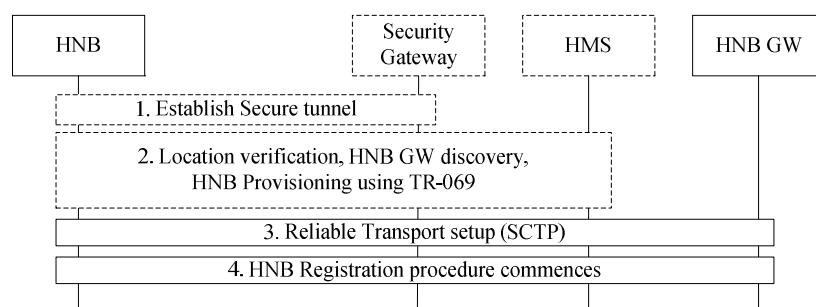 HNB
Security
Gateway
HMS
HNB GW
1. Establish Secure tunnel
2. Location verification, HNB GW discovery,
HNB Provisioning using TR-069
3. Reliable Transport setup (SCTP)
4. HNB Registration procedure commences